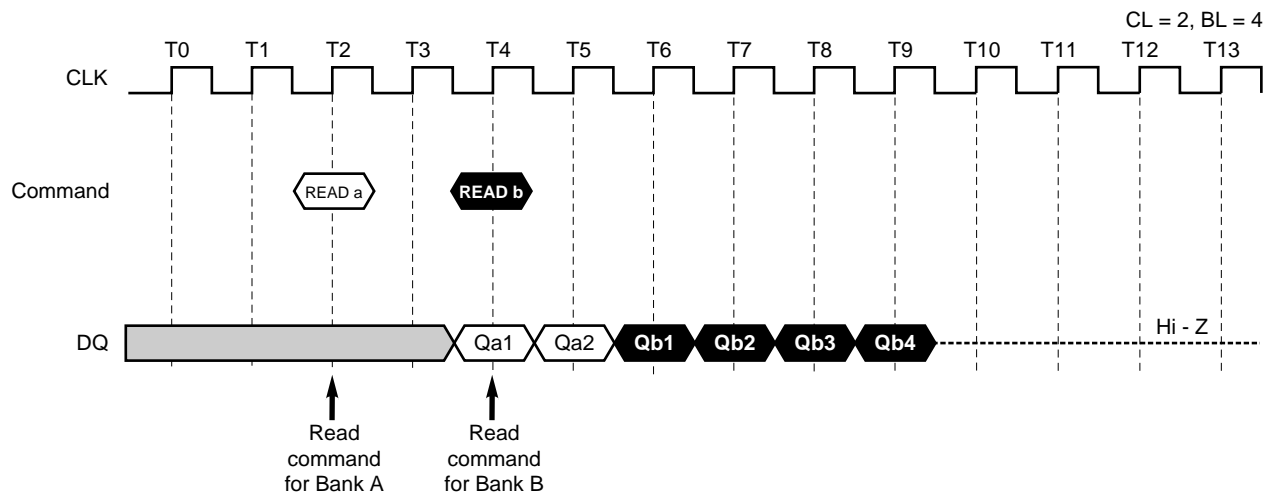 CL = 2, BL = 4
T0 T1 T2 T3 T4 T5 T6 T7 T8 T9 T10 T11 T12 T13
CLK
Command READ a READ b
Hi - Z
DQ Qa1 Qa2 Qb1 Qb2 Qb3 Qb4
Read
command
for Bank A
Read
command
for Bank B